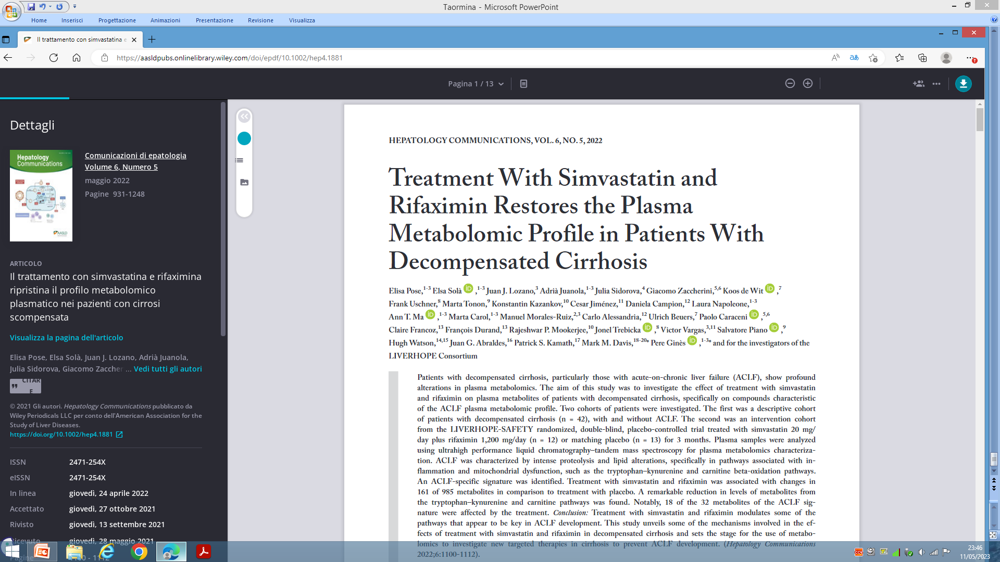 Taormina - Microsoft PowerPoint
Home Inserisci Progettazione Animazioni Presentazione Revisione Visualizza
Il trattamento con simvastatina e
https://aasldpubs.onlinelibrary.wiley.com/doi/epdf/10.1002/hep4.1881
Pagina 1 / 13
Dettagli
Hepatology
Communications
AASLD
Comunicazioni di epatologia
Volume 6, Numero 5
maggio 2022
Pagine 931-1248
ARTICOLO
Il trattamento con simvastatina e rifaximina
ripristina il profilo metabolomico
plasmatico nei pazienti con cirrosi
scompensata
Visualizza la pagina dell'articolo
Elisa Pose, Elsa Solà, Juan J. Lozano, Adrià Juanola,
Julia Sidorova, Giacomo Zaccher ... Vedi tutti gli autori
CITAR
E
© 2021 Gli autori. Hepatology Communications pubblicato da
Wiley Periodicals LLC per conto dell'American Association for the
Study of Liver Diseases.
https://doi.org/10.1002/hep4.1881
ISSN 2471-254X
eISSN 2471-254X
In linea giovedì, 24 aprile 2022
Accettato giovedì, 27 ottobre 2021
Rivisto giovedì, 13 settembre 2021
Ricevuto giovedì, 28 maggio 2021
Pagine 1100 - 1112
HEPATOLOGY COMMUNICATIONS, VOL. 6, NO. 5, 2022
Treatment With Simvastatin and
Rifaximin Restores the Plasma
Metabolomic Profile in Patients With
Decompensated Cirrhosis
Elisa Pose,1-3 Elsa Solà iD ,1-3 Juan J. Lozano,3 Adrià Juanola,1-3 Julia Sidorova,4 Giacomo Zaccherini,5,6 Koos de Wit iD ,7
Frank Uschner,8 Marta Tonon,9 Konstantin Kazankov,10 Cesar Jiménez,11 Daniela Campion,12 Laura Napoleone,1-3
Ann T. Ma iD ,1-3 Marta Carol,1-3 Manuel Morales-Ruiz,2,3 Carlo Alessandria,12 Ulrich Beuers,7 Paolo Caraceni iD ,5,6
Claire Francoz,13 François Durand,13 Rajeshwar P. Mookerjee,10 Jonel Trebicka iD ,8 Victor Vargas,3,11 Salvatore Piano iD ,9
Hugh Watson,14,15 Juan G. Abraldes,16 Patrick S. Kamath,17 Mark M. Davis,18-20* Pere Ginès iD ,1-3* and for the investigators of the
LIVERHOPE Consortium
Patients with decompensated cirrhosis, particularly those with acute-on-chronic liver failure (ACLF), show profound
alterations in plasma metabolomics. The aim of this study was to investigate the effect of treatment with simvastatin
and rifaximin on plasma metabolites of patients with decompensated cirrhosis, specifically on compounds characteristic
of the ACLF plasma metabolomic profile. Two cohorts of patients were investigated. The first was a descriptive cohort
of patients with decompensated cirrhosis (n = 42), with and without ACLF. The second was an intervention cohort
from the LIVERHOPE-SAFETY randomized, double-blind, placebo-controlled trial treated with simvastatin 20 mg/
day plus rifaximin 1,200 mg/day (n = 12) or matching placebo (n = 13) for 3 months. Plasma samples were analyzed
using ultrahigh performance liquid chromatography–tandem mass spectroscopy for plasma metabolomics characteriza-
tion. ACLF was characterized by intense proteolysis and lipid alterations, specifically in pathways associated with in-
flammation and mitochondrial dysfunction, such as the tryptophan–kynurenine and carnitine beta-oxidation pathways.
An ACLF-specific signature was identified. Treatment with simvastatin and rifaximin was associated with changes in
161 of 985 metabolites in comparison to treatment with placebo. A remarkable reduction in levels of metabolites from
the tryptophan–kynurenine and carnitine pathways was found. Notably, 18 of the 32 metabolites of the ACLF sig-
nature were affected by the treatment. Conclusion: Treatment with simvastatin and rifaximin modulates some of the
pathways that appear to be key in ACLF development. This study unveils some of the mechanisms involved in the ef-
fects of treatment with simvastatin and rifaximin in decompensated cirrhosis and sets the stage for the use of metabo-
lomics to investigate new targeted therapies in cirrhosis to prevent ACLF development. (Hepatology Communications
2022;6:1100-1112).
23:46
11/05/2023